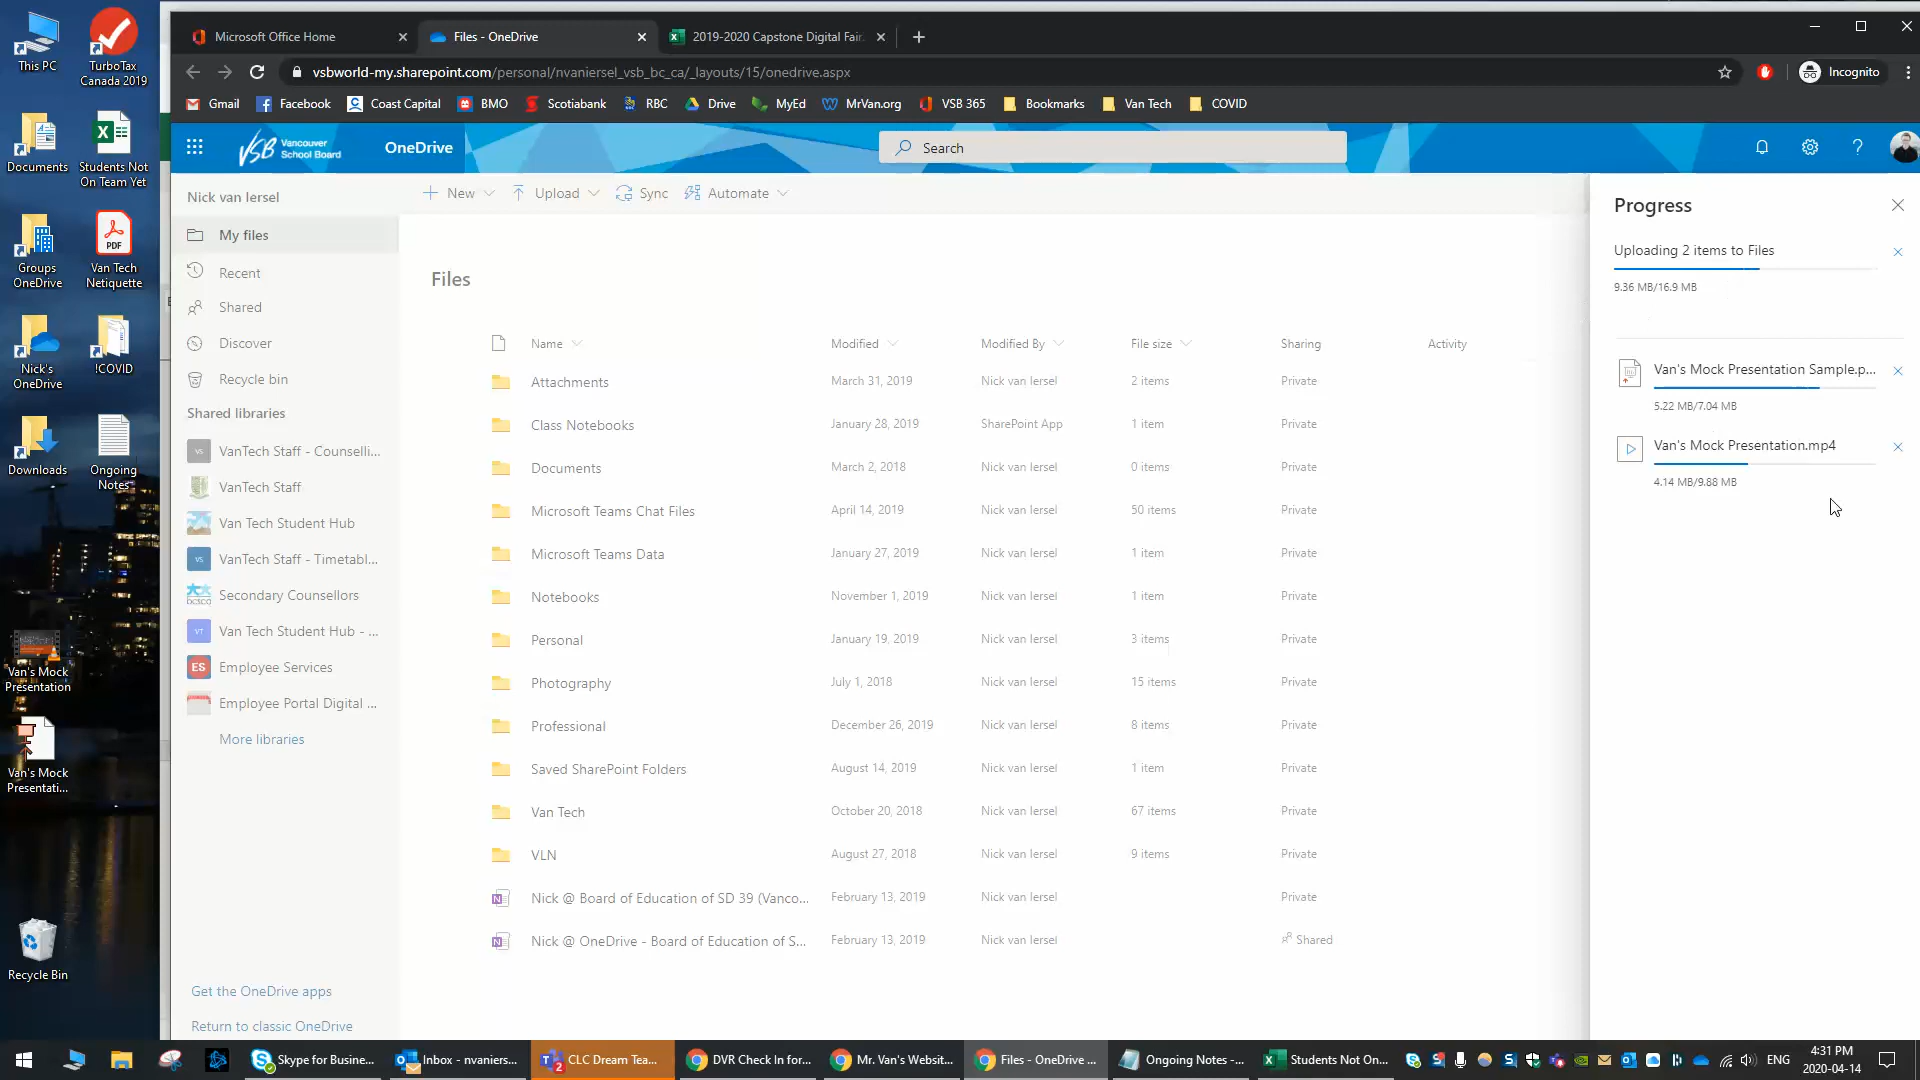 This PC
TurboTax
Canada 2019
Documents
Students Not
On Team Yet
Groups
OneDrive
Van Tech
Netiquette
Nick's
OneDrive
!COVID
Downloads
Ongoing
Notes
Van's Mock
Presentation
Van's Mock
Presentati...
Recycle Bin
Microsoft Office Home
Files - OneDrive
2019-2020 Capstone Digital Fair
vsbworld-my.sharepoint.com/personal/nvaniersel_vsb_bc_ca/_layouts/15/onedrive.aspx
Incognito
Gmail
Facebook
Coast Capital
BMO
Scotiabank
RBC
Drive
MyEd
MrVan.org
VSB 365
Bookmarks
Van Tech
COVID
VSB Vancouver
School Board
OneDrive
Search
Nick van Iersel
My files
Recent
Shared
Discover
Recycle bin
Shared libraries
VanTech Staff - Counselli...
VanTech Staff
Van Tech Student Hub
VanTech Staff - Timetabl...
Secondary Counsellors
Van Tech Student Hub - ...
ES Employee Services
Employee Portal Digital ...
More libraries
Get the OneDrive apps
Return to classic OneDrive
New Upload Sync Automate
Files
Name Modified Modified By File size Sharing Activity
Attachments March 31, 2019 Nick van Iersel 2 items Private
Class Notebooks January 28, 2019 SharePoint App 1 item Private
Documents March 2, 2018 Nick van Iersel 0 items Private
Microsoft Teams Chat Files April 14, 2019 Nick van Iersel 50 items Private
Microsoft Teams Data January 27, 2019 Nick van Iersel 1 item Private
Notebooks November 1, 2019 Nick van Iersel 1 item Private
Personal January 19, 2019 Nick van Iersel 3 items Private
Photography July 1, 2018 Nick van Iersel 15 items Private
Professional December 26, 2019 Nick van Iersel 8 items Private
Saved SharePoint Folders August 14, 2019 Nick van Iersel 1 item Private
Van Tech October 20, 2018 Nick van Iersel 67 items Private
VLN August 27, 2018 Nick van Iersel 9 items Private
Nick @ Board of Education of SD 39 (Vanco... February 13, 2019 Nick van Iersel Private
Nick @ OneDrive - Board of Education of S... February 13, 2019 Nick van Iersel Shared
Progress
Uploading 2 items to Files
9.36 MB/16.9 MB
Van's Mock Presentation Sample.p...
5.22 MB/7.04 MB
Van's Mock Presentation.mp4
4.14 MB/9.88 MB
Skype for Busine...
Inbox - nvaniers...
CLC Dream Tea...
DVR Check In for...
Mr. Van's Websit...
Files - OneDrive ...
Ongoing Notes -...
Students Not On...
ENG
4:31 PM
2020-04-14